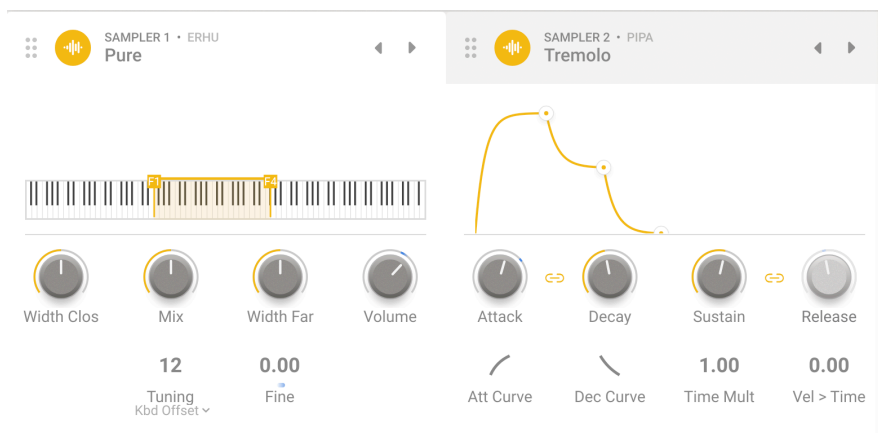 SAMPLER 1 • ERHU
Pure
SAMPLER 2 • PIPA
Tremolo
F1 F4
Width Clos Mix Width Far Volume
Attack Decay Sustain Release
12 0.00
Tuning Fine
Kbd Offset
1.00 0.00
Att Curve Dec Curve Time Mult Vel > Time